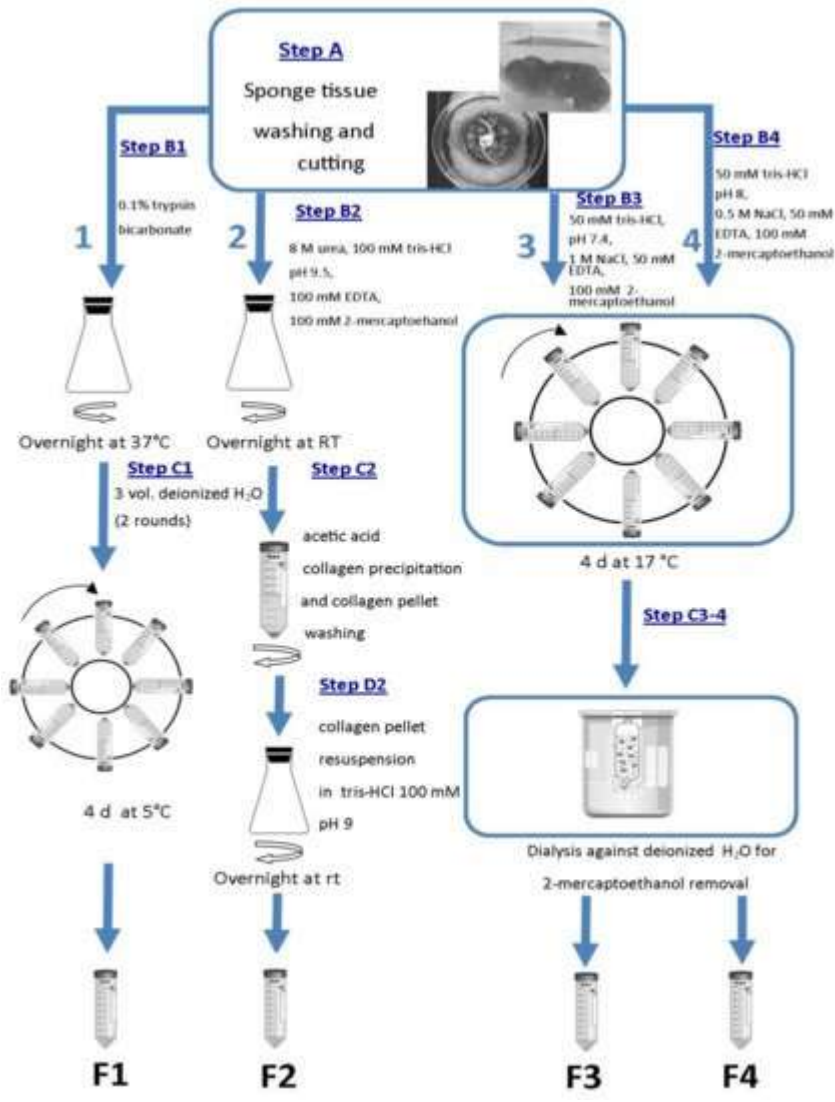 Step A
Sponge tissue
washing and
cutting
Step B1
0.1% trypsin
bicarbonate
1
Step B2
8 M urea, 100 mM tris-HCl
pH 9.5,
100 mM EDTA,
100 mM 2-mercaptoehanol
2
Step B3
50 mM tris-HCl,
pH 7.4,
1 M NaCl, 50 mM
EDTA,
100 mM 2-
mercaptoethanol
3
Step B4
50 mM tris-HCl
pH 8,
0.5 M NaCl, 50 mM
EDTA, 100 mM
2-mercaptoethanol
4
Overnight at 37°C
Overnight at RT
Step C1
3 vol. deionized H₂O
(2 rounds)
4 d at 5°C
Step C2
acetic acid
collagen precipitation
and collagen pellet
washing
Step D2
collagen pellet
resuspension
in tris-HCl 100 mM
pH 9
Overnight at rt
4 d at 17 °C
Step C3-4
Dialysis against deionized H₂O for
2-mercaptoethanol removal
F1
F2
F3
F4